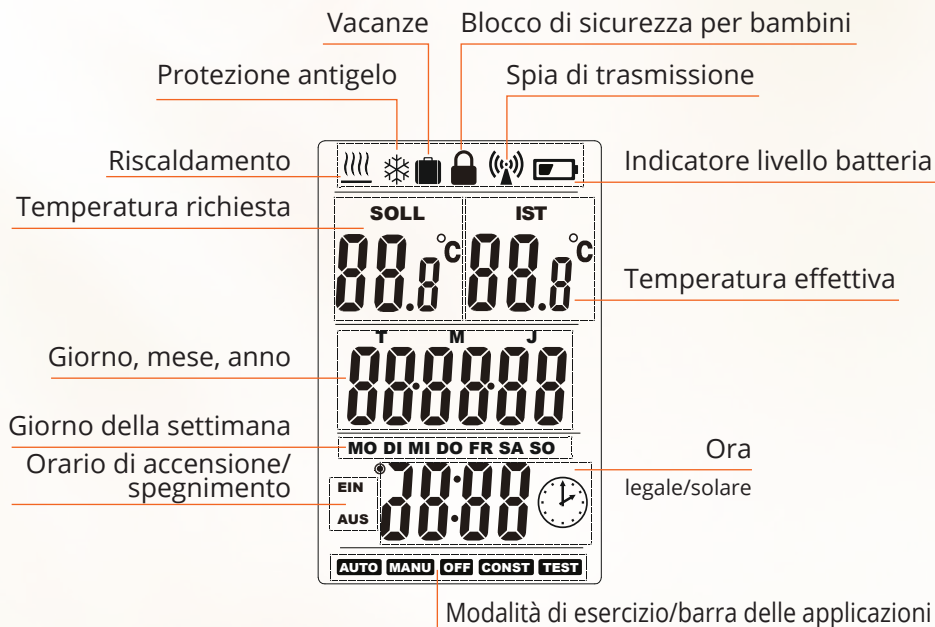 Vacanze
Blocco di sicurezza per bambini
Protezione antigelo
Spia di trasmissione
Riscaldamento
Indicatore livello batteria
Temperatura richiesta
SOLL
IST
88.8°C
88.8°C
Temperatura effettiva
T M J
Giorno, mese, anno
88:88:88
Giorno della settimana
MO DI MI DO FR SA SO
Orario di accensione/
spegnimento
Ora
legale/solare
EIN
AUS
28:88
AUTO MANU OFF CONST TEST
Modalità di esercizio/barra delle applicazioni